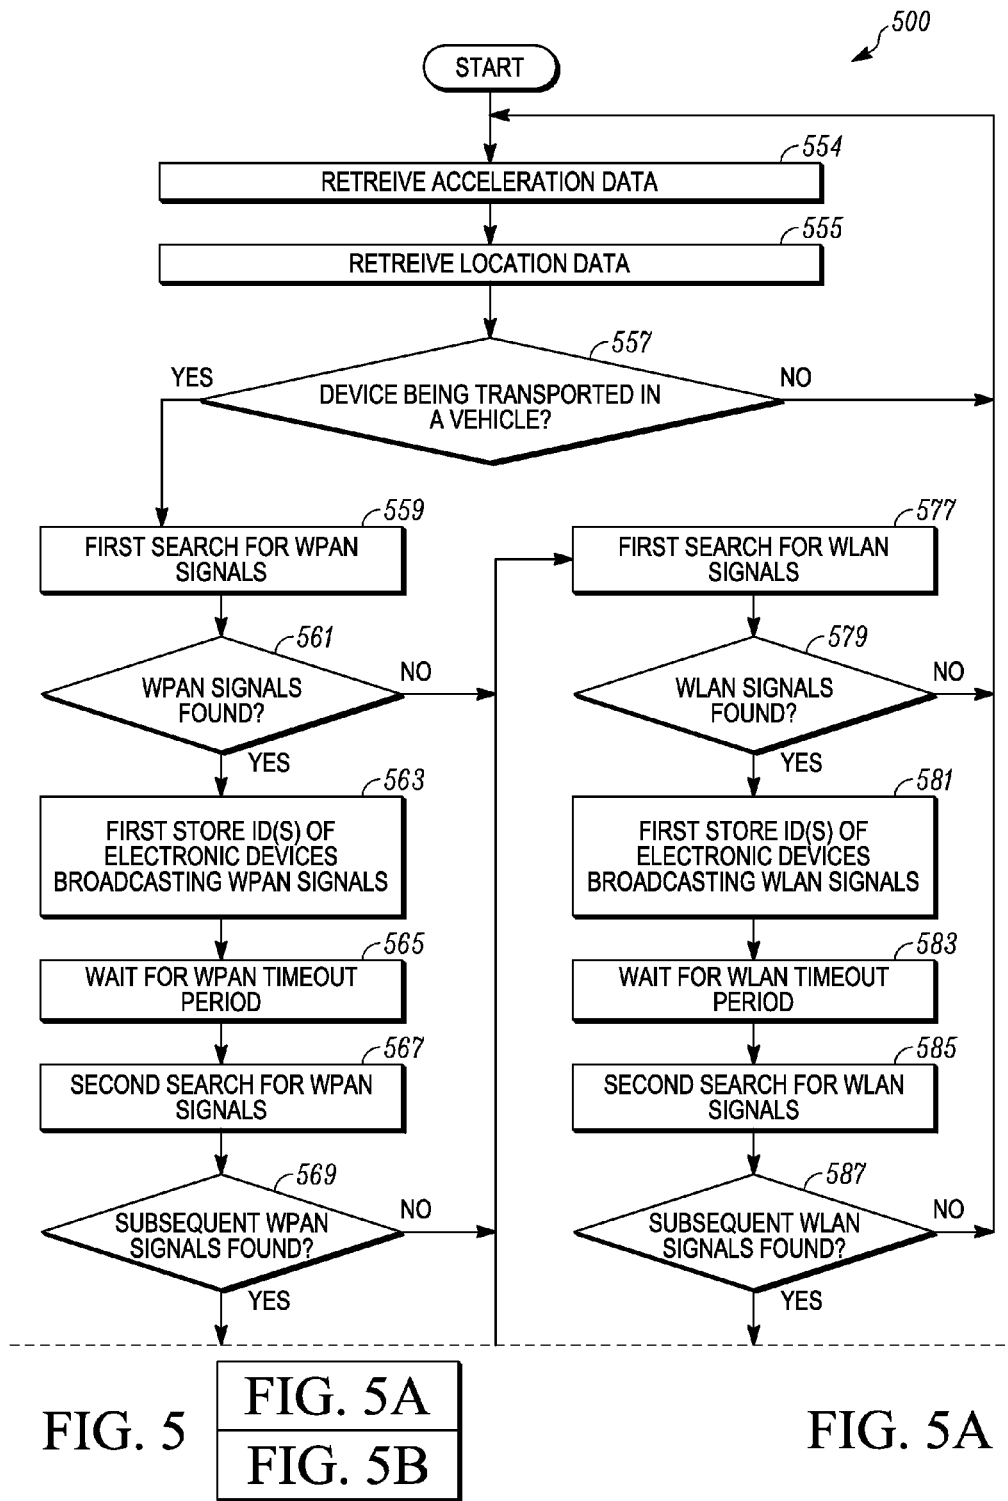 500
START
554
RETREIVE ACCELERATION DATA
555
RETREIVE LOCATION DATA
557
YES
NO
DEVICE BEING TRANSPORTED IN
A VEHICLE?
559
FIRST SEARCH FOR WPAN
SIGNALS
561
NO
WPAN SIGNALS
FOUND?
YES
563
FIRST STORE ID(S) OF
ELECTRONIC DEVICES
BROADCASTING WPAN SIGNALS
565
WAIT FOR WPAN TIMEOUT
PERIOD
567
SECOND SEARCH FOR WPAN
SIGNALS
569
NO
SUBSEQUENT WPAN
SIGNALS FOUND?
YES
577
FIRST SEARCH FOR WLAN
SIGNALS
579
NO
WLAN SIGNALS
FOUND?
YES
581
FIRST STORE ID(S) OF
ELECTRONIC DEVICES
BROADCASTING WLAN SIGNALS
583
WAIT FOR WLAN TIMEOUT
PERIOD
585
SECOND SEARCH FOR WLAN
SIGNALS
587
NO
SUBSEQUENT WLAN
SIGNALS FOUND?
YES
FIG. 5
FIG. 5A
FIG. 5B
FIG. 5A